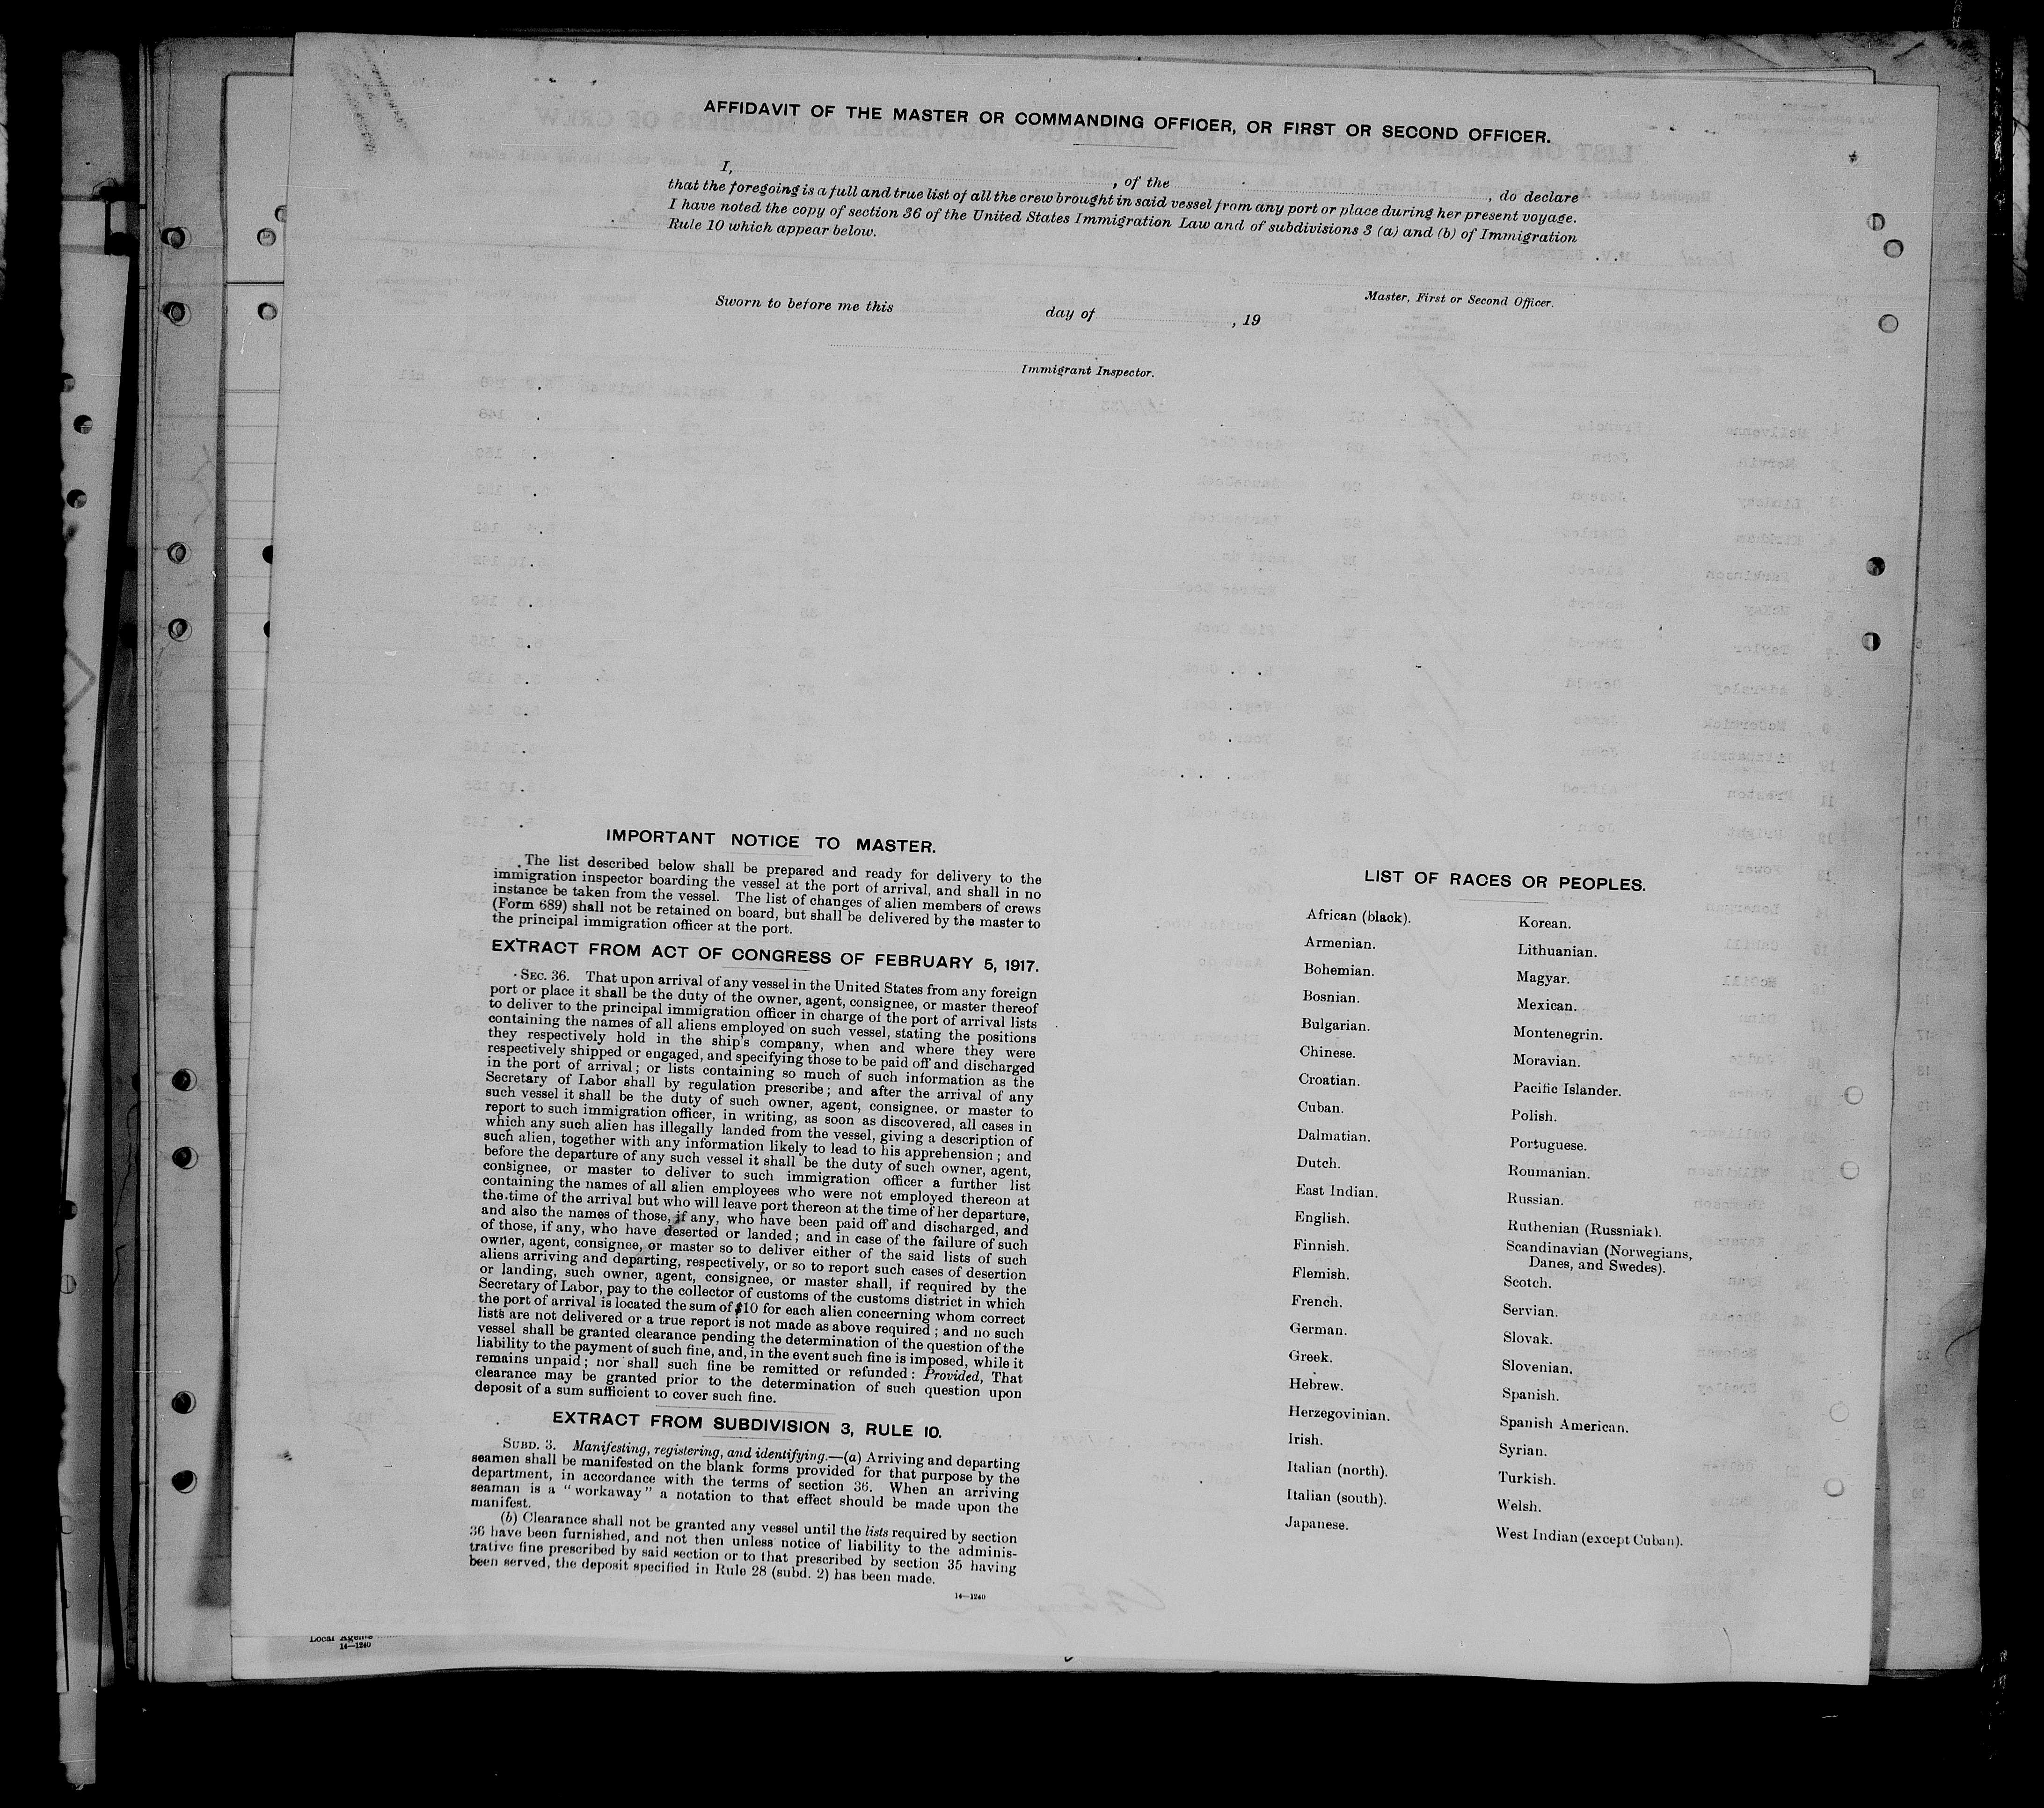 AFFIDAVIT OF THE MASTER OR COMMANDING OFFICER, OR FIRST OR SECOND OFFICER.
I, , of the , do declare
that the foregoing is a full and true list of all the crew brought in said vessel from any port or place during her present voyage.
I have noted the copy of section 36 of the United States Immigration Law and of subdivisions 3 (a) and (b) of Immigration
Rule 10 which appear below.
Master, First or Second Officer.
Sworn to before me this day of , 19
Immigrant Inspector.
IMPORTANT NOTICE TO MASTER.
The list described below shall be prepared and ready for delivery to the
immigration inspector boarding the vessel at the port of arrival, and shall in no
instance be taken from the vessel. The list of changes of alien members of crews
(Form 689) shall not be retained on board, but shall be delivered by the master to
the principal immigration officer at the port.
EXTRACT FROM ACT OF CONGRESS OF FEBRUARY 5, 1917.
SEC. 36. That upon arrival of any vessel in the United States from any foreign
port or place it shall be the duty of the owner, agent, consignee, or master thereof
to deliver to the principal immigration officer in charge of the port of arrival lists
containing the names of all aliens employed on such vessel, stating the positions
they respectively hold in the ship's company, when and where they were
respectively shipped or engaged, and specifying those to be paid off and discharged
in the port of arrival; or lists containing so much of such information as the
Secretary of Labor shall by regulation prescribe; and after the arrival of any
such vessel it shall be the duty of such owner, agent, consignee, or master to
report to such immigration officer, in writing, as soon as discovered, all cases in
which any such alien has illegally landed from the vessel, giving a description of
such alien, together with any information likely to lead to his apprehension; and
before the departure of any such vessel it shall be the duty of such owner, agent,
consignee, or master to deliver to such immigration officer a further list
containing the names of all alien employees who were not employed thereon at
the time of the arrival but who will leave port thereon at the time of her departure,
and also the names of those, if any, who have been paid off and discharged, and
of those, if any, who have deserted or landed; and in case of the failure of such
owner, agent, consignee, or master so to deliver either of the said lists of such
aliens arriving and departing, respectively, or so to report such cases of desertion
or landing, such owner, agent, consignee, or master shall, if required by the
Secretary of Labor, pay to the collector of customs of the customs district in which
the port of arrival is located the sum of $10 for each alien concerning whom correct
lists are not delivered or a true report is not made as above required; and no such
vessel shall be granted clearance pending the determination of the question of the
liability to the payment of such fine, and, in the event such fine is imposed, while it
remains unpaid; nor shall such fine be remitted or refunded: Provided, That
clearance may be granted prior to the determination of such question upon
deposit of a sum sufficient to cover such fine.
EXTRACT FROM SUBDIVISION 3, RULE 10.
SUBD. 3. Manifesting, registering, and identifying.—(a) Arriving and departing
seamen shall be manifested on the blank forms provided for that purpose by the
department, in accordance with the terms of section 36. When an arriving
seaman is a "workaway" a notation to that effect should be made upon the
manifest.
(b) Clearance shall not be granted any vessel until the lists required by section
36 have been furnished, and not then unless notice of liability to the adminis-
trative fine prescribed by said section or to that prescribed by section 35 having
been served, the deposit specified in Rule 28 (subd. 2) has been made.
14—1240
LIST OF RACES OR PEOPLES.
African (black).
Armenian.
Bohemian.
Bosnian.
Bulgarian.
Chinese.
Croatian.
Cuban.
Dalmatian.
Dutch.
East Indian.
English.
Finnish.
Flemish.
French.
German.
Greek.
Hebrew.
Herzegovinian.
Irish.
Italian (north).
Italian (south).
Japanese.
Korean.
Lithuanian.
Magyar.
Mexican.
Montenegrin.
Moravian.
Pacific Islander.
Polish.
Portuguese.
Roumanian.
Russian.
Ruthenian (Russniak).
Scandinavian (Norwegians,
Danes, and Swedes).
Scotch.
Servian.
Slovak.
Slovenian.
Spanish.
Spanish American.
Syrian.
Turkish.
Welsh.
West Indian (except Cuban).
Local Agents
14—1240